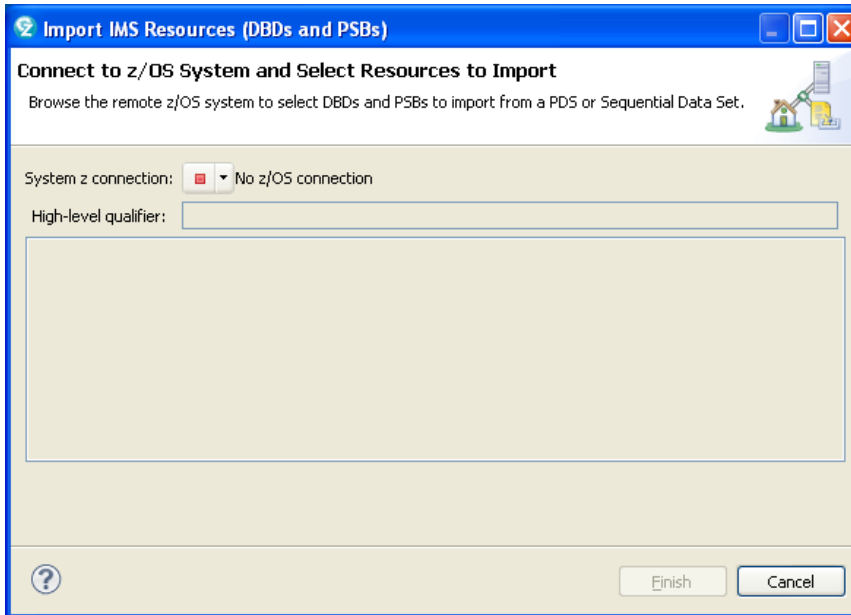 Import IMS Resources (DBDs and PSBs)
Connect to z/OS System and Select Resources to Import
Browse the remote z/OS system to select DBDs and PSBs to import from a PDS or Sequential Data Set.
System z connection: No z/OS connection
High-level qualifier:
Finish Cancel